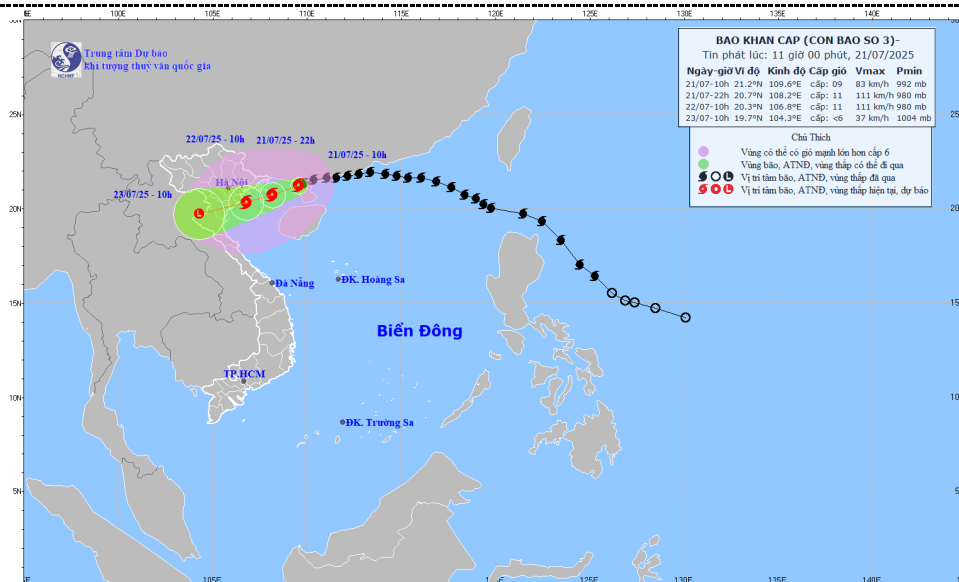 100E 105E 110E 115E 120E 125E 130E 135E 140E
Trung tâm Dự báo
khí tượng thuỷ văn quốc gia
NCHMF
BAO KHAN CAP (CON BAO SO 3)-
Tin phát lúc: 11 giờ 00 phút, 21/07/2025
Ngày-giờ Vĩ độ Kinh độ Cấp gió Vmax Pmin
21/07-10h 21.2°N 109.6°E cấp: 09 83 km/h 992 mb
21/07-22h 20.7°N 108.2°E cấp: 11 111 km/h 980 mb
22/07-10h 20.3°N 106.8°E cấp: 11 111 km/h 980 mb
23/07-10h 19.7°N 104.3°E cấp: <6 37 km/h 1004 mb
Chú Thích
Vùng có thể có gió mạnh lớn hơn cấp 6
Vùng bão, ATNĐ, vùng thấp có thể đi qua
L Vị trí tâm bão, ATNĐ, vùng thấp đã qua
L Vị trí tâm bão, ATNĐ, vùng thấp hiện tại, dự báo
25N
22/07/25 - 10h
21/07/25 - 22h
21/07/25 - 10h
Hà Nội
23/07/25 - 10h
L
20N
Đà Nẵng
ĐK. Hoàng Sa
15N
Biển Đông
TP.HCM
10N
ĐK. Trường Sa
5N
105E 115E 125E 130E 135E 140E